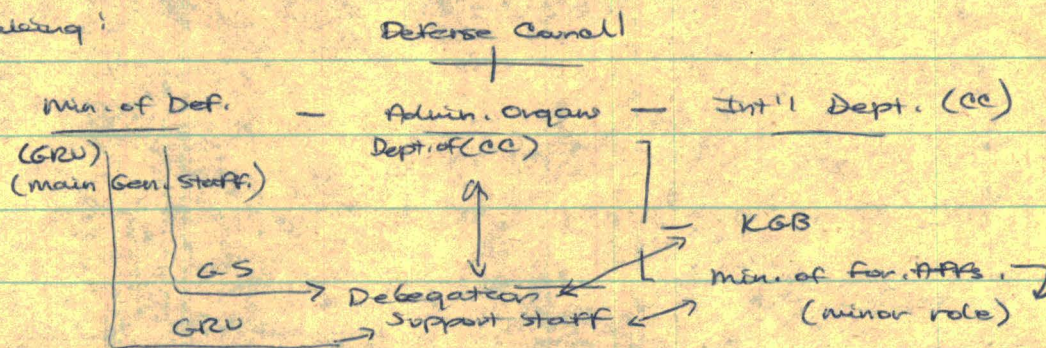 Defense Council
Min. of Def. — Admin. Organs — Int'l Dept. (CC)
(GRU) Dept. of (CC)
(main Gen. Staff.)
— KGB
GS Min. of For. Affs.
Delegation (minor role)
GRU Support staff